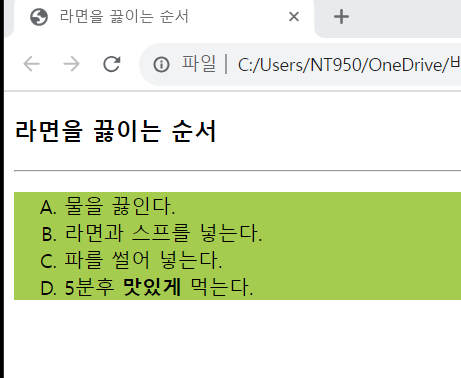 라면을 끓이는 순서
파일 | C:/Users/NT950/OneDrive/
라면을 끓이는 순서
A. 물을 끓인다.
B. 라면과 스프를 넣는다.
C. 파를 썰어 넣는다.
D. 5분후 맛있게 먹는다.